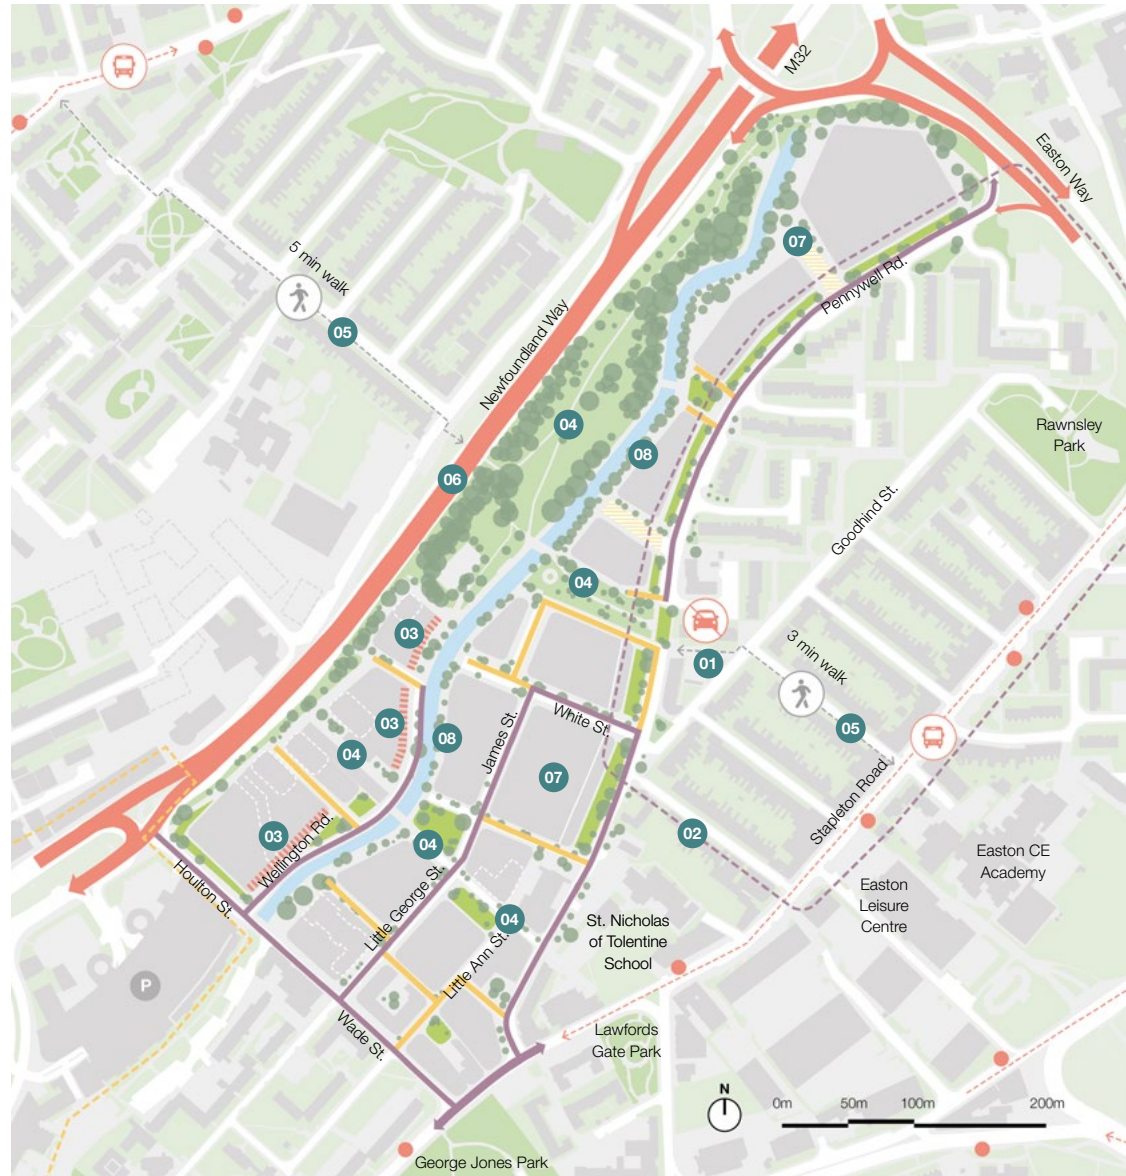 M32
Easton Way
07
5 min walk
Pennywell Rd.
05
Newfoundland Way
04
Rawnsley
Park
08
06
Goodhind St.
04
03
01
3 min walk
03
White St.
05
08
04
James St.
07
Stapleton Road
03
Wellington Rd.
02
04
Easton CE
Academy
Houlton St.
Little George St.
04
Easton
Leisure
Centre
St. Nicholas
of Tolentine
School
Little Ann St.
P
Wade St.
Lawfords
Gate Park
N
0m 50m 100m 200m
George Jones Park